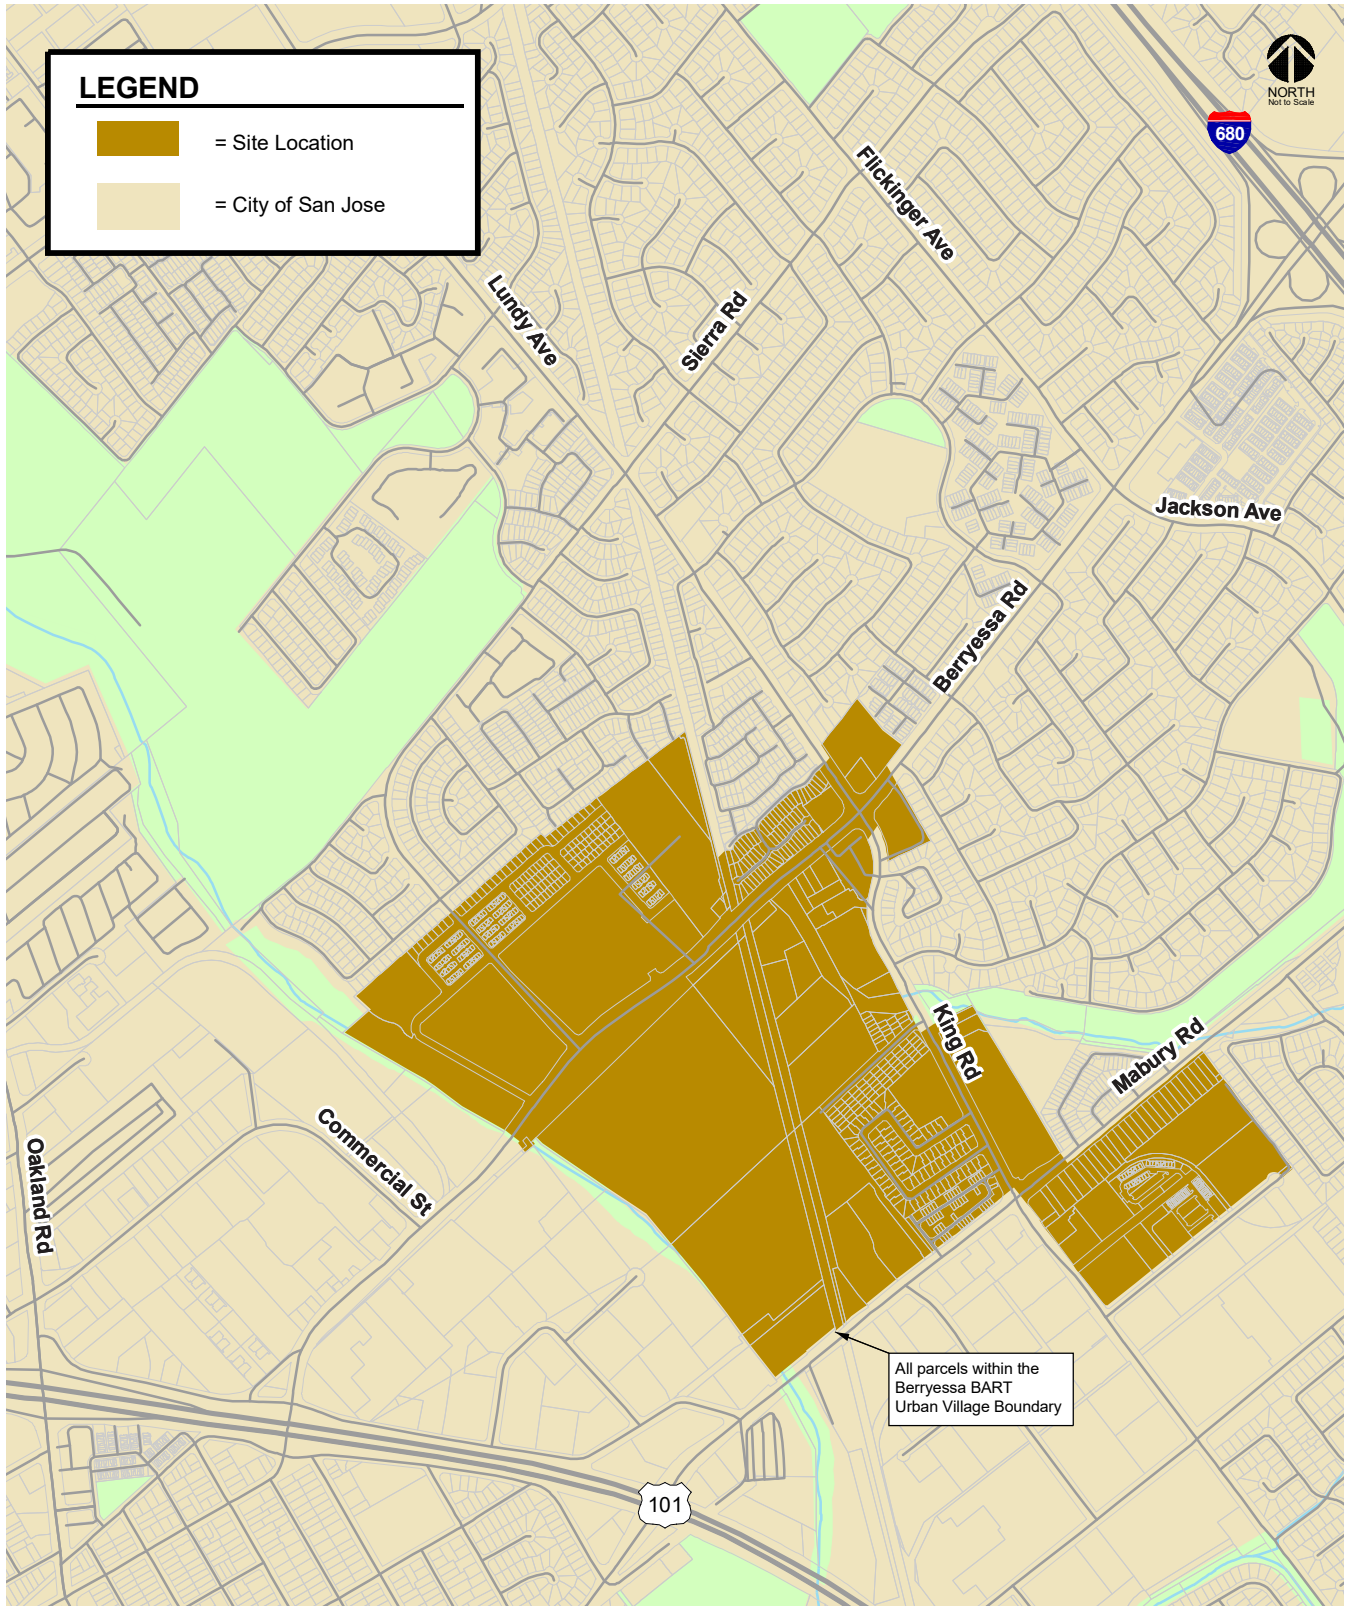 LEGEND
= Site Location
= City of San Jose
NORTH
Not to Scale
680
Flickinger Ave
Lundy Ave
Sierra Rd
Jackson Ave
Berryessa Rd
King Rd
Mabury Rd
Commercial St
Oakland Rd
All parcels within the
Berryessa BART
Urban Village Boundary
101